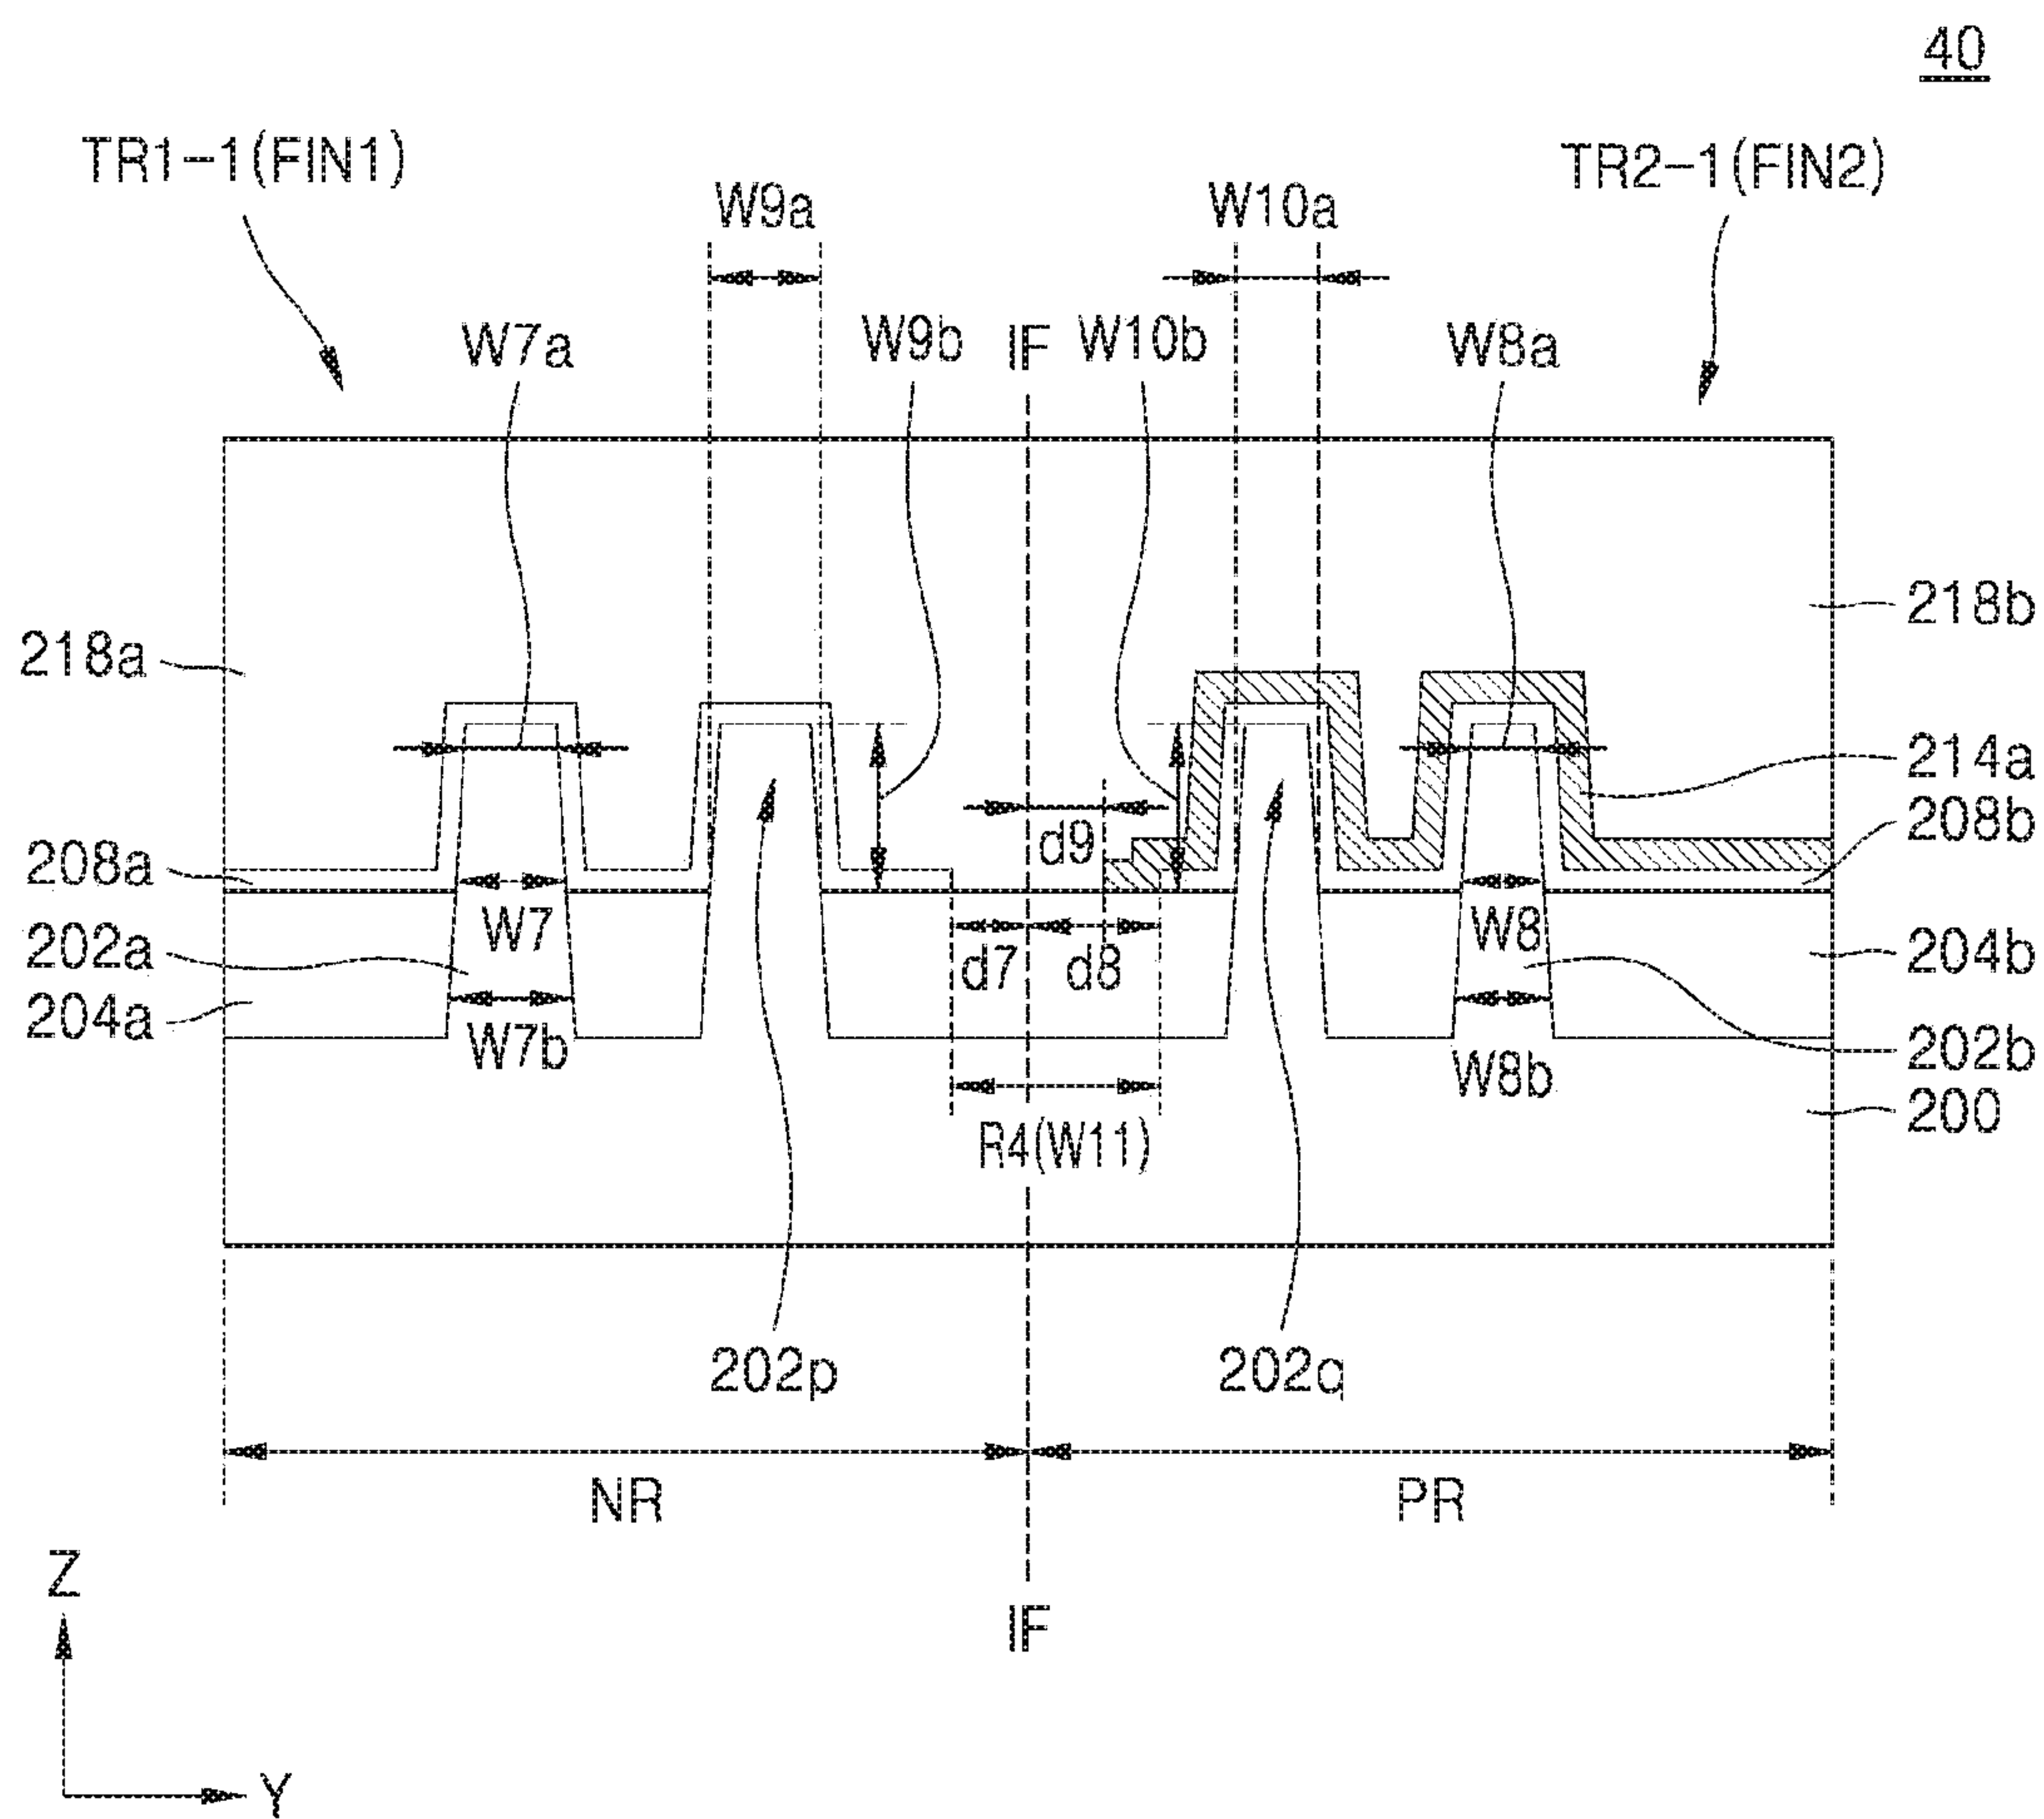 40
TR1-1(FIN1)
TR2-1(FIN2)
W9a
W10a
W7a
W9b
IF
W10b
W8a
218a
218b
214a
208b
208a
d9
W7
W8
202a
d7
d8
204b
204a
W7b
W8b
202b
200
R4(W11)
202p
202q
NR
PR
Z
IF
Y